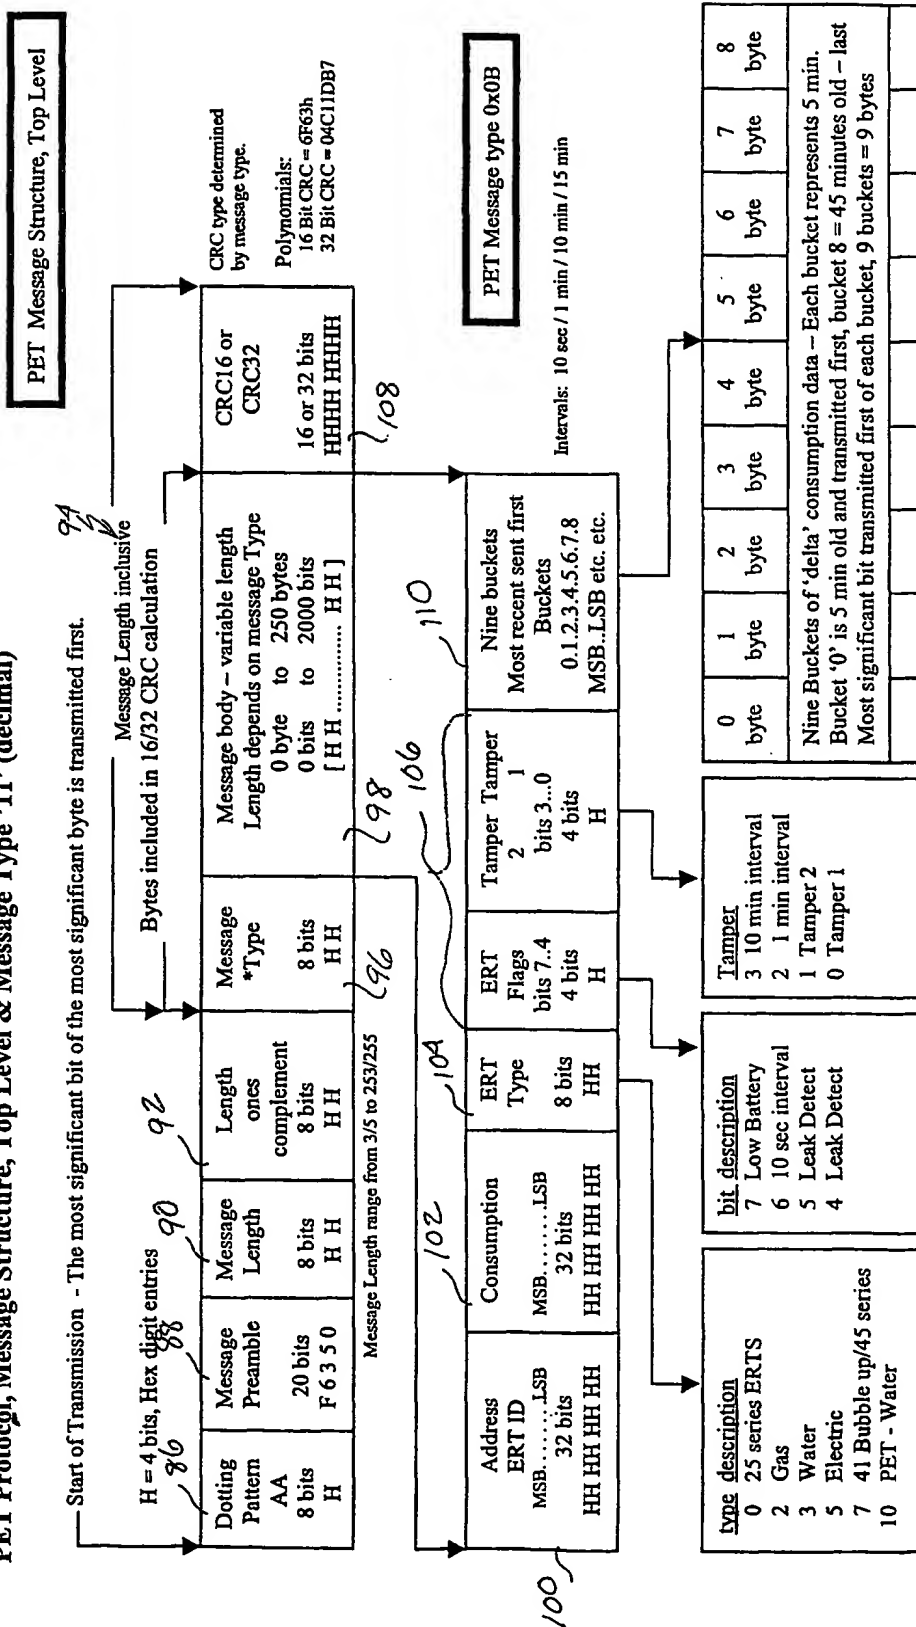 PET Protocol, Message Structure, Top Level & Message Type '11' (decimal)
PET Message Structure, Top Level
Start of Transmission - The most significant bit of the most significant byte is transmitted first.
94
Message Length inclusive
H = 4 bits, Hex digit entries
Bytes included in 16/32 CRC calculation
86
88
90
92
Dotting
Pattern
AA
8 bits
H
Message
Preamble
20 bits
F 6 3 5 0
Message
Length
8 bits
H H
Length
ones
complement
8 bits
H H
Message
*Type
8 bits
H H
Message body – variable length
Length depends on message Type
0 byte to 250 bytes
0 bits to 2000 bits
[ H H ............. H H ]
CRC16 or
CRC32
16 or 32 bits
HHHH HHHH
CRC type determined
by message type.
Polynomials:
16 Bit CRC = 6F63h
32 Bit CRC = 04C11DB7
96
98
108
Message Length range from 3/5 to 253/255
PET Message type 0x0B
102
104
106
110
Address
ERT ID
MSB.........LSB
32 bits
HH HH HH HH
Consumption
MSB.........LSB
32 bits
HH HH HH HH
ERT
Type
8 bits
HH
ERT
Flags
bits 7..4
4 bits
H
Tamper Tamper
2 1
bits 3...0
4 bits
H
Nine buckets
Most recent sent first
Buckets
0.1.2.3.4.5.6.7.8
MSB..LSB etc. etc.
Intervals: 10 sec / 1 min / 10 min / 15 min
100
type description
0 25 series ERTS
2 Gas
3 Water
5 Electric
7 41 Bubble up/45 series
10 PET - Water
bit description
7 Low Battery
6 10 sec interval
5 Leak Detect
4 Leak Detect
Tamper
3 10 min interval
2 1 min interval
1 Tamper 2
0 Tamper 1
0 1 2 3 4 5 6 7 8
byte byte byte byte byte byte byte byte byte
Nine Buckets of 'delta' consumption data – Each bucket represents 5 min.
Bucket '0' is 5 min old and transmitted first, bucket 8 = 45 minutes old – last
Most significant bit transmitted first of each bucket, 9 buckets = 9 bytes